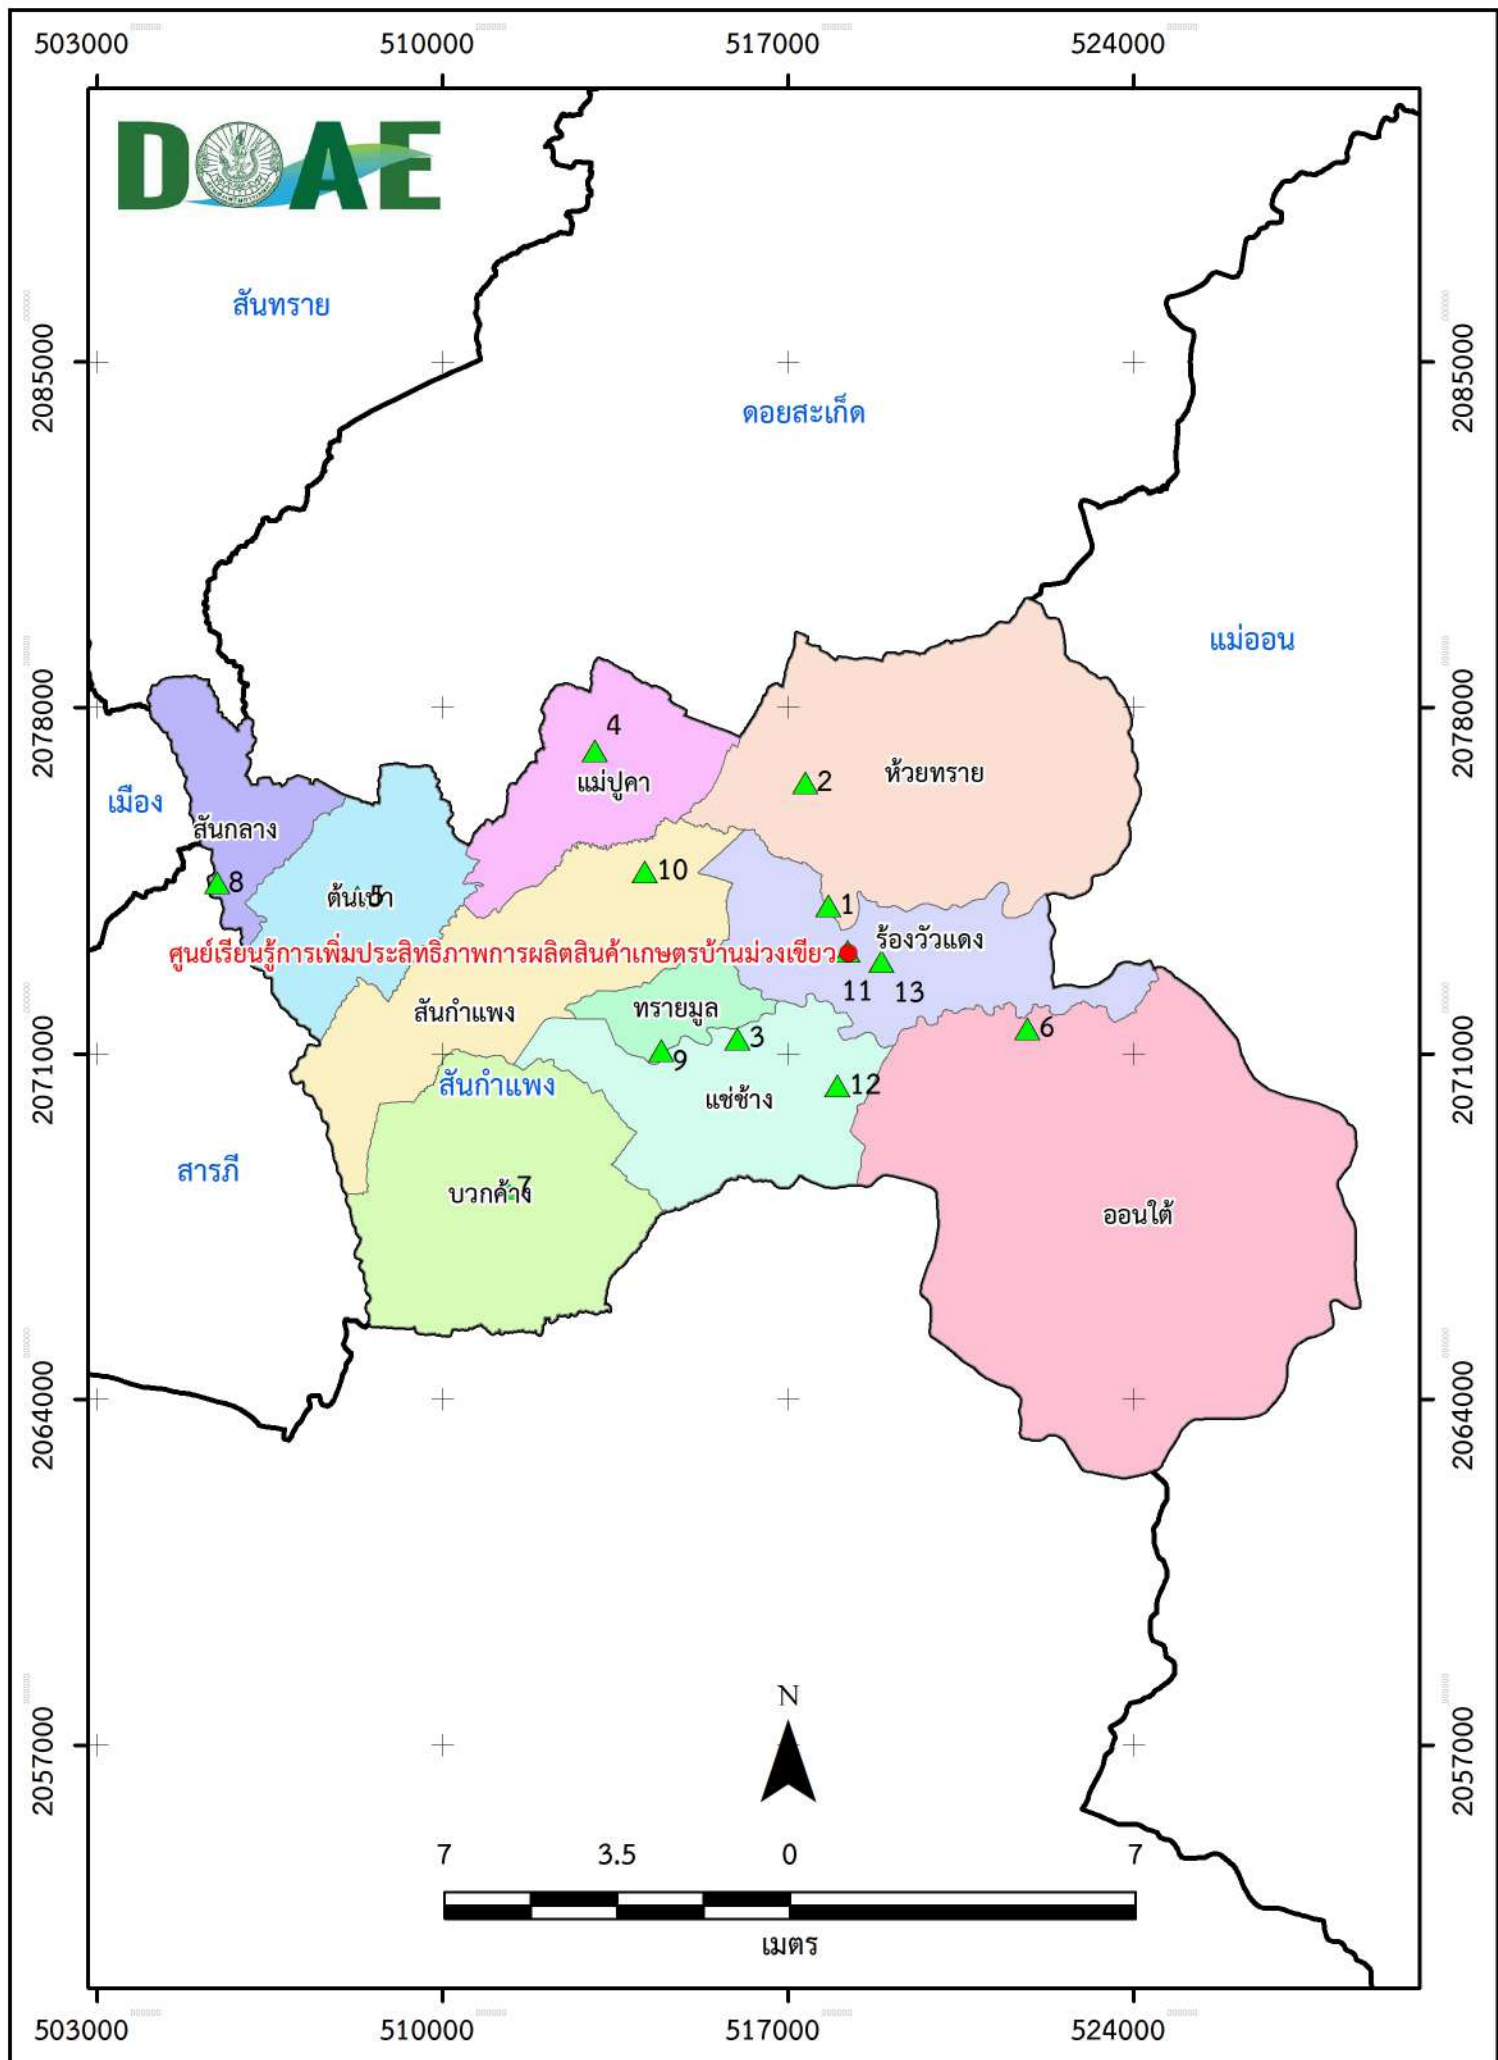 503000 510000 517000 524000
DOAE
สันทราย
2085000 2085000
ดอยสะเก็ด
แม่ออน
2078000 2078000
4
แม่ปูคา
2
ห้วยทราย
เมือง
สันกลาง
8
10
ต้นเปา
5
1
ร้องวัวแดง
ศูนย์เรียนรู้การเพิ่มประสิทธิภาพการผลิตสินค้าเกษตรบ้านม่วงเขียว
11 13
สันกำแพง
ทรายมูล
3
6
2071000 2071000
9
สันกำแพง
แช่ช้าง
12
สารภี
บวกค้าง
7
ออนใต้
2064000 2064000
N
2057000 2057000
7 3.5 0 7
เมตร
503000 510000 517000 524000